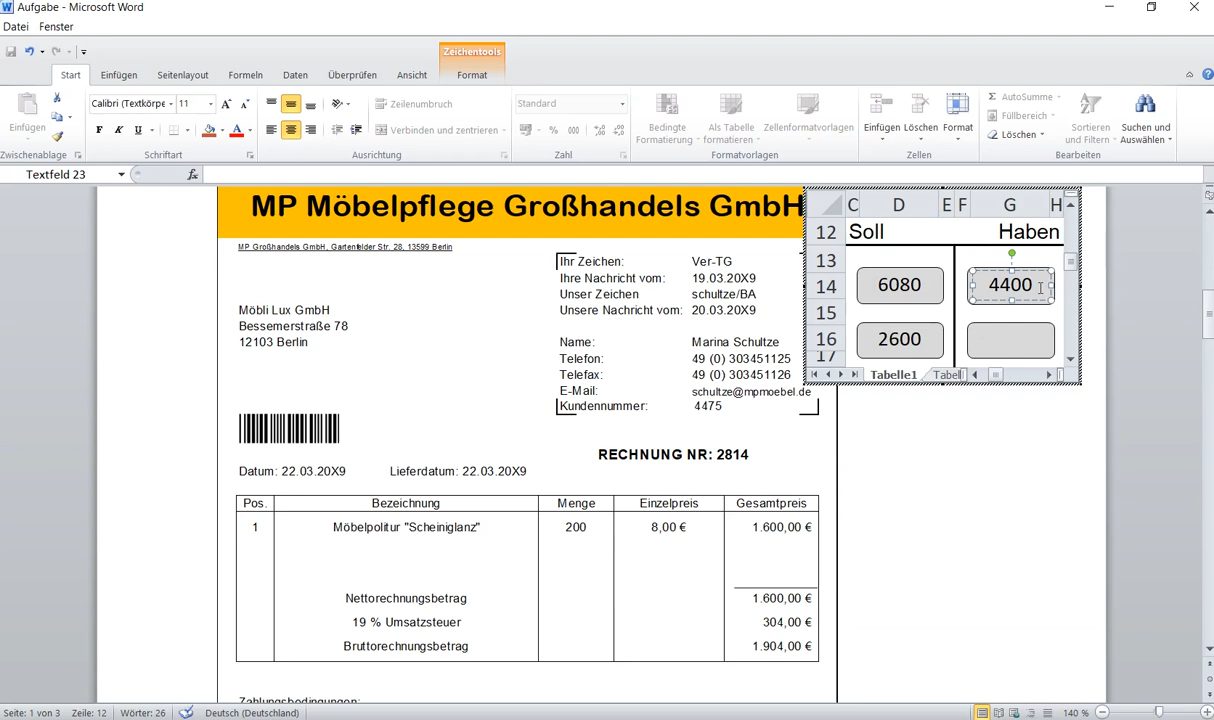 Aufgabe - Microsoft Word
Datei Fenster
Zeichentools
Start Einfügen Seitenlayout Formeln Daten Überprüfen Ansicht Format
Einfügen
Zwischenablage
Calibri (Textkörpe 11
F K U
Schriftart
Zeilenumbruch
Verbinden und zentrieren
Ausrichtung
Standard
% 000
Zahl
Bedingte Formatierung
Als Tabelle formatieren
Zellenformatvorlagen
Formatvorlagen
Einfügen Löschen Format
Zellen
Σ AutoSumme
Füllbereich
Löschen
Sortieren und Filtern
Suchen und Auswählen
Bearbeiten
Textfeld 23
fx
MP Möbelpflege Großhandels GmbH
MP Großhandels GmbH, Gartenfelder Str. 28, 13599 Berlin
Möbli Lux GmbH
Bessemerstraße 78
12103 Berlin
Ihr Zeichen: Ver-TG
Ihre Nachricht vom: 19.03.20X9
Unser Zeichen schultze/BA
Unsere Nachricht vom: 20.03.20X9
Name: Marina Schultze
Telefon: 49 (0) 303451125
Telefax: 49 (0) 303451126
E-Mail: schultze@mpmoebel.de
Kundennummer: 4475
C D E F G H
12 Soll Haben
13
14 6080 4400
15
16 2600
17
Tabelle1 Tabell
RECHNUNG NR: 2814
Datum: 22.03.20X9 Lieferdatum: 22.03.20X9
Pos. Bezeichnung Menge Einzelpreis Gesamtpreis
1 Möbelpolitur "Scheiniglanz" 200 8,00 € 1.600,00 €
Nettorechnungsbetrag 1.600,00 €
19 % Umsatzsteuer 304,00 €
Bruttorechnungsbetrag 1.904,00 €
Zahlungsbedingungen:
Seite: 1 von 3 Zeile: 12 Wörter: 26 Deutsch (Deutschland) 140 %